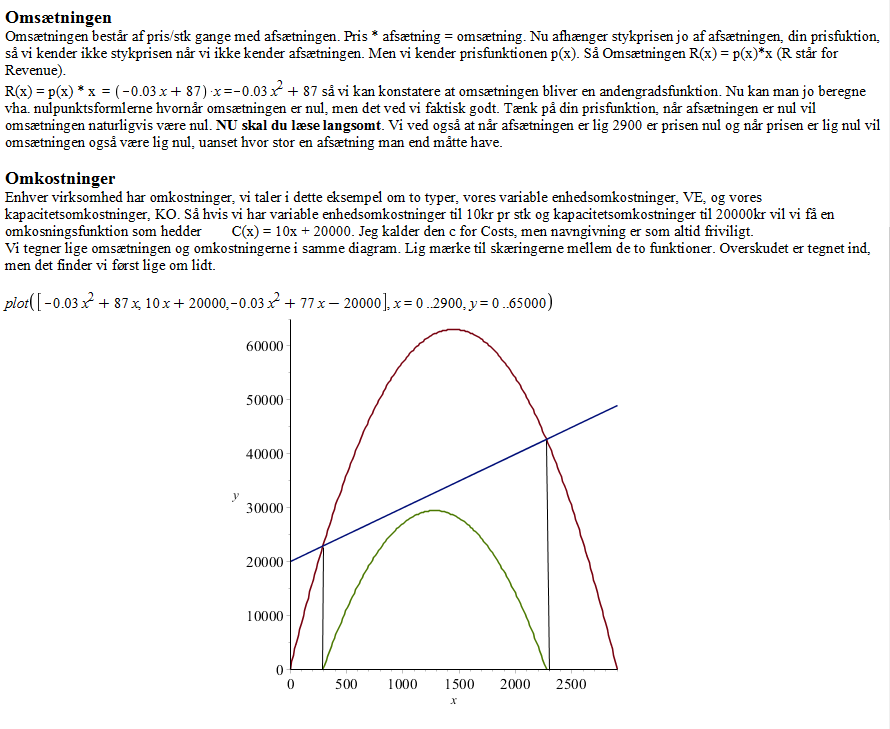 Omsætningen
Omsætningen består af pris/stk gange med afsætningen. Pris * afsætning = omsætning. Nu afhænger stykprisen jo af afsætningen, din prisfuktion,
så vi kender ikke stykprisen når vi ikke kender afsætningen. Men vi kender prisfunktionen p(x). Så Omsætningen R(x) = p(x)*x (R står for
Revenue).
R(x) = p(x) * x = (−0.03 x + 87) ·x = −0.03 x² + 87 så vi kan konstatere at omsætningen bliver en andengradsfunktion. Nu kan man jo beregne
vha. nulpunktsformlerne hvornår omsætningen er nul, men det ved vi faktisk godt. Tænk på din prisfunktion, når afsætningen er nul vil
omsætningen naturligvis være nul. NU skal du læse langsomt. Vi ved også at når afsætningen er lig 2900 er prisen nul og når prisen er lig nul vil
omsætningen også være lig nul, uanset hvor stor en afsætning man end måtte have.
Omkostninger
Enhver virksomhed har omkostninger, vi taler i dette eksempel om to typer, vores variable enhedsomkostninger, VE, og vores
kapacitetsomkostninger, KO. Så hvis vi har variable enhedsomkostninger til 10kr pr stk og kapacitetsomkostninger til 20000kr vil vi få en
omkosningsfunktion som hedder C(x) = 10x + 20000. Jeg kalder den c for Costs, men navngivning er som altid friviligt.
Vi tegner lige omsætningen og omkostningerne i samme diagram. Lig mærke til skæringerne mellem de to funktioner. Overskudet er tegnet ind,
men det finder vi først lige om lidt.
plot([−0.03 x² + 87 x, 10 x + 20000, −0.03 x² + 77 x − 20000], x = 0 ..2900, y = 0 ..65000)
60000
50000
40000
y
30000
20000
10000
0
0 500 1000 1500 2000 2500
x